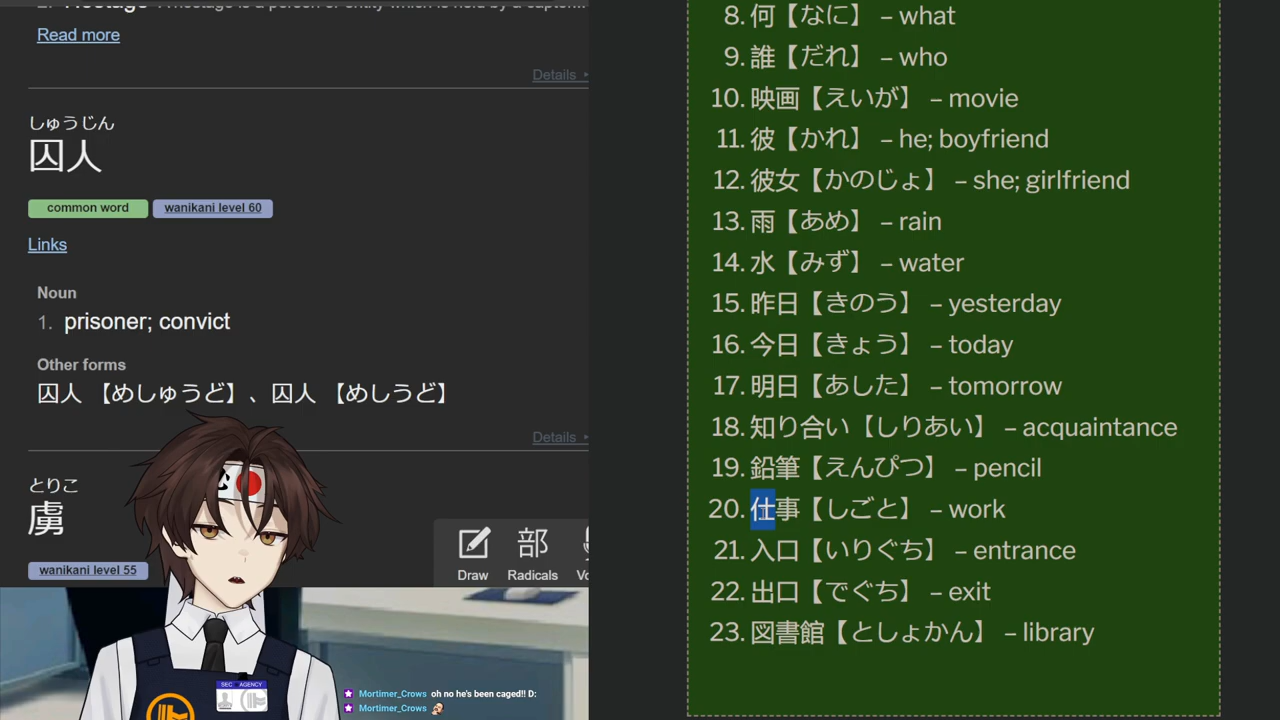 Read more
Details
しゅうじん
囚人
common word
wanikani level 60
Links
Noun
1. prisoner; convict
Other forms
囚人 【めしゅうど】、囚人 【めしうど】
Details
とりこ
虜
wanikani level 55
Draw
部
Radicals
SEC AGENCY
Mortimer_Crows oh no he's been caged!! D:
Mortimer_Crows
8. 何【なに】 – what
9. 誰【だれ】 – who
10. 映画【えいが】 – movie
11. 彼【かれ】 – he; boyfriend
12. 彼女【かのじょ】 – she; girlfriend
13. 雨【あめ】 – rain
14. 水【みず】 – water
15. 昨日【きのう】 – yesterday
16. 今日【きょう】 – today
17. 明日【あした】 – tomorrow
18. 知り合い【しりあい】 – acquaintance
19. 鉛筆【えんぴつ】 – pencil
20. 仕事【しごと】 – work
21. 入口【いりぐち】 – entrance
22. 出口【でぐち】 – exit
23. 図書館【としょかん】 – library